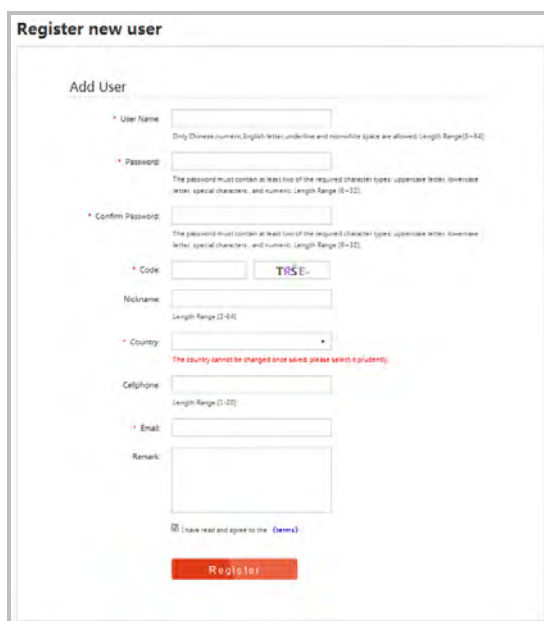 Register new user
Add User
* User Name:
Only Chinese, numeric, English letter, underline and nonwhite space are allowed. Length Range[6~64]
* Password:
The password must contain at least two of the required character types: uppercase letter, lowercase
letter, special characters , and numeric. Length Range [6~32].
* Confirm Password:
The password must contain at least two of the required character types: uppercase letter, lowercase
letter, special characters , and numeric. Length Range [6~32].
* Code:
Nickname:
Length Range [2-64]
* Country:
The country cannot be changed once saved, please select it prudently.
Cellphone:
Length Range [1-20]
* Email:
Remark:
I have read and agree to the 《terms》
Register